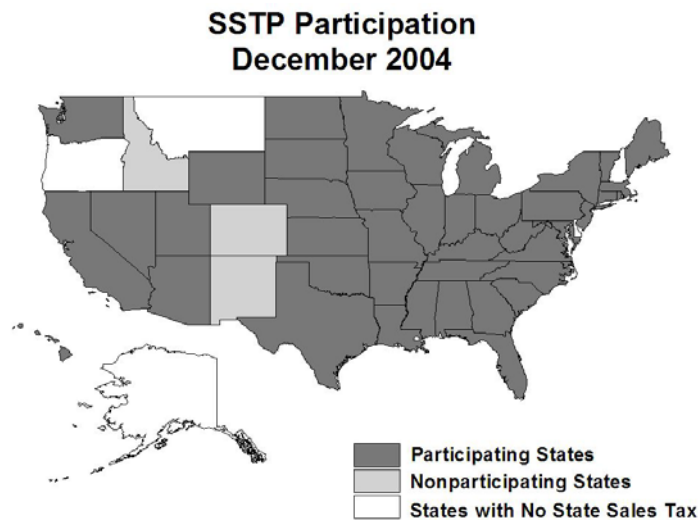 SSTP Participation
December 2004
Participating States
Nonparticipating States
States with No State Sales Tax